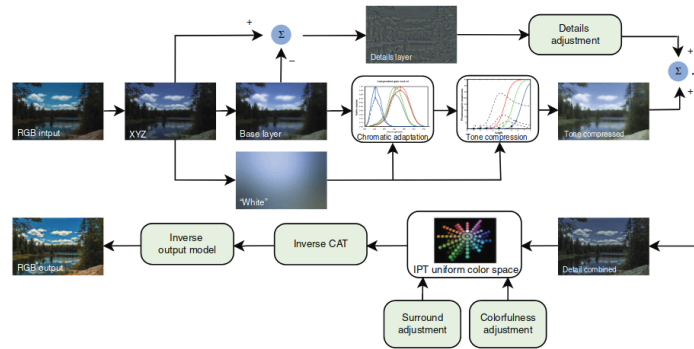 +
Σ
−
Details layer
Details
adjustment
+
Σ
+
RGB intput
XYZ
Base layer
Chromatic adaptation
Tone compression
Tone compressed
"White"
RGB output
Inverse
output model
Inverse CAT
IPT uniform color space
Detail combined
Surround
adjustment
Colorfulness
adjustment